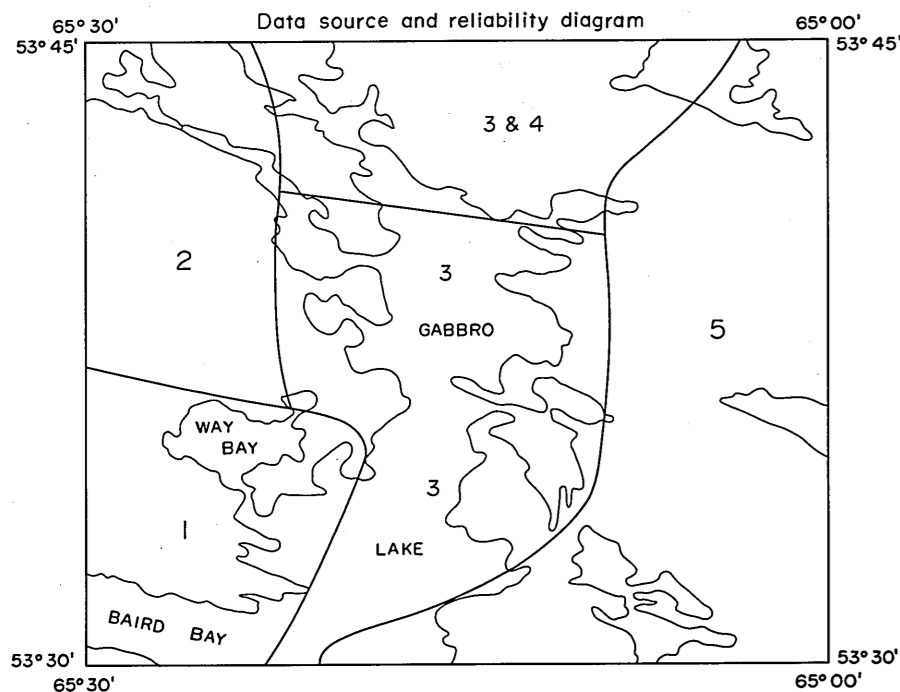 Data source and reliability diagram
65° 30'
65° 00'
53° 45'
53° 45'
3 & 4
2
3
GABBRO
5
WAY
BAY
3
1
LAKE
BAIRD BAY
53° 30'
53° 30'
65° 30'
65° 00'